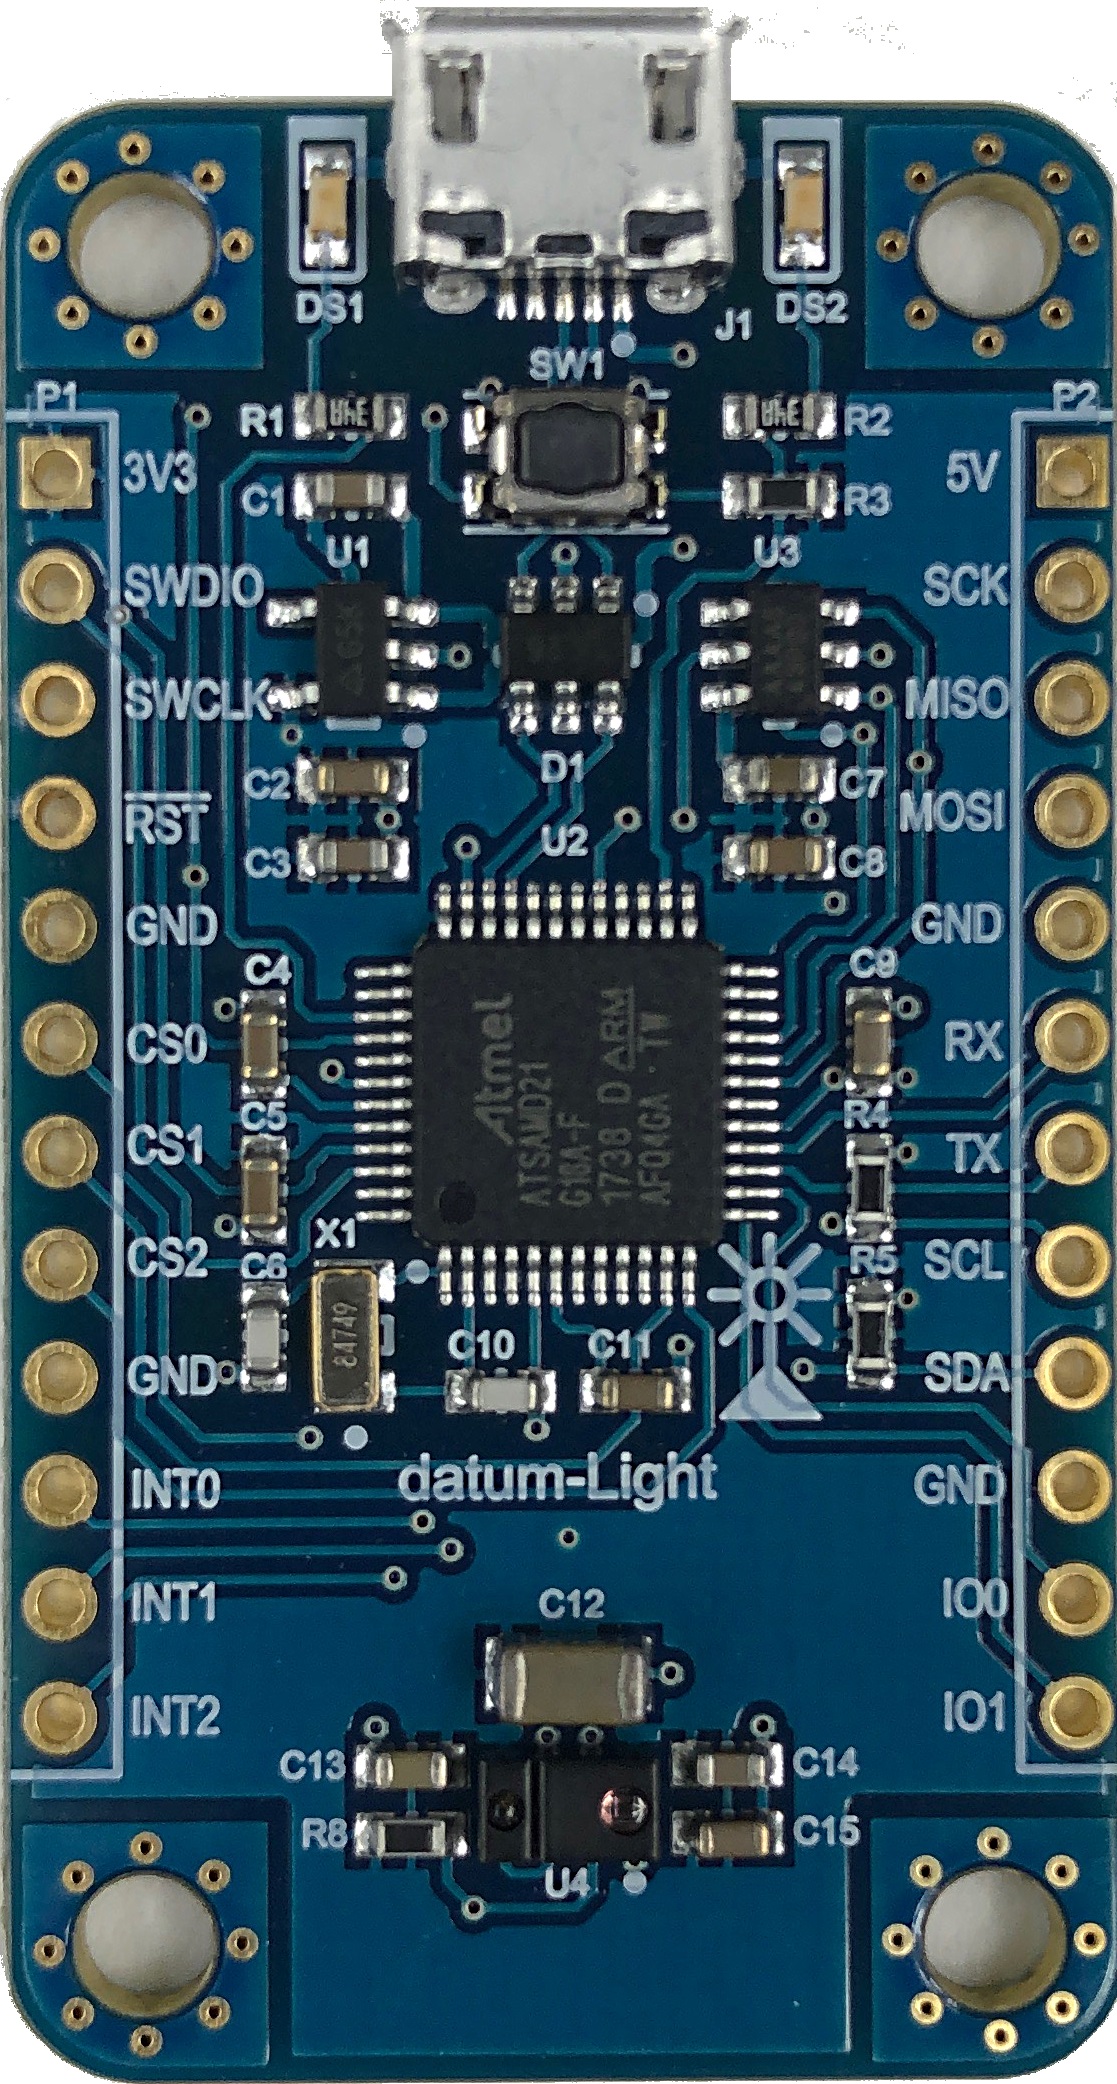 DS1
DS2
J1
SW1
P1
P2
R1
R2
3V3
5V
C1
R3
U1
U3
SWDIO
SCK
SWCLK
MISO
D1
C2
C7
RST
MOSI
U2
C3
C8
GND
GND
C4
C9
CS0
RX
Atmel
ATSAMD21
G18A-F
1738 D ARM
AFQ4GA TW
C5
R4
CS1
TX
X1
CS2
C6
R5
SCL
84749
C10
C11
GND
SDA
datum-Light
INT0
GND
INT1
C12
IO0
INT2
IO1
C13
C14
R8
C15
U4